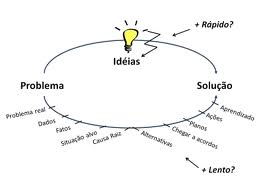 + Rápido?
Idéias
Problema
Solução
Problema real
Dados
Fatos
Situação alvo
Causa Raiz
Alternativas
Chegar a acordos
Planos
Ações
Aprendizado
+ Lento?